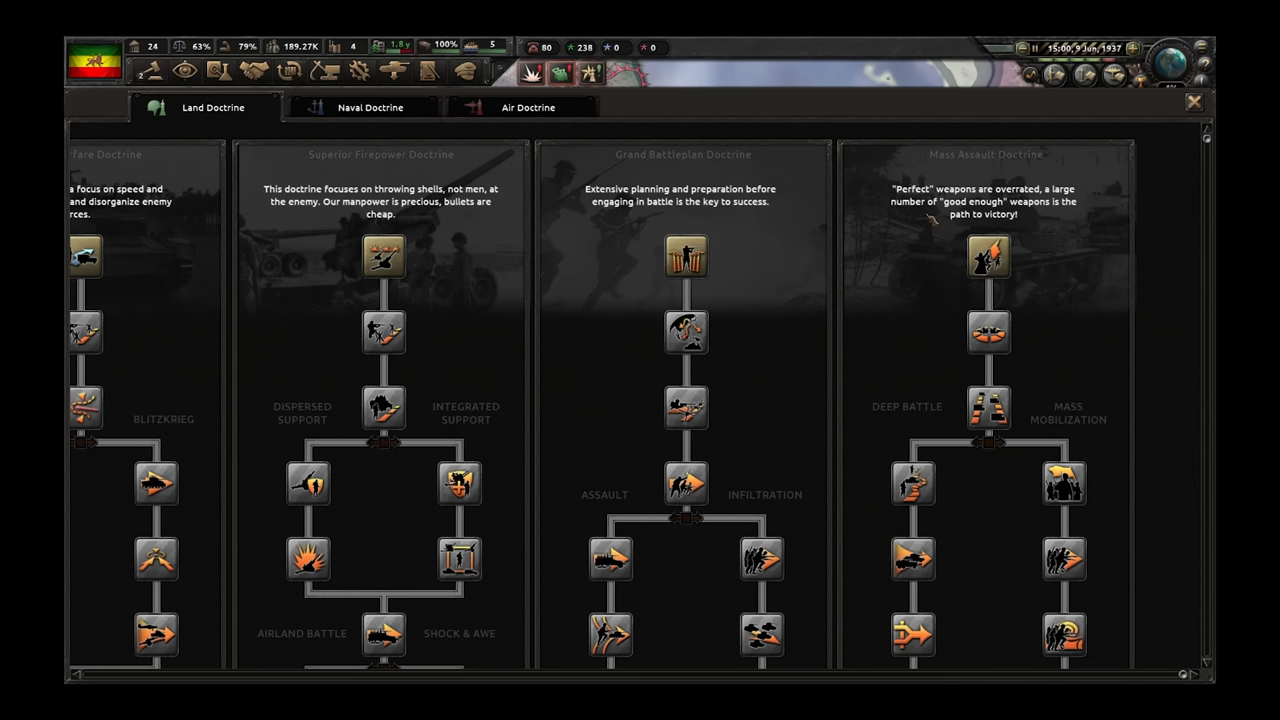 24 63% 79% 189.27K 4 1.8y 100% 5 80 238 0 0 15:00, 9 Jun, 1937
2
Land Doctrine Naval Doctrine Air Doctrine
fare Doctrine
a focus on speed and
and disorganize enemy
rces.
BLITZKRIEG
Superior Firepower Doctrine
This doctrine focuses on throwing shells, not men, at
the enemy. Our manpower is precious, bullets are
cheap.
DISPERSED
SUPPORT
INTEGRATED
SUPPORT
AIRLAND BATTLE
SHOCK & AWE
Grand Battleplan Doctrine
Extensive planning and preparation before
engaging in battle is the key to success.
ASSAULT
INFILTRATION
Mass Assault Doctrine
"Perfect" weapons are overrated, a large
number of "good enough" weapons is the
path to victory!
DEEP BATTLE
MASS
MOBILIZATION